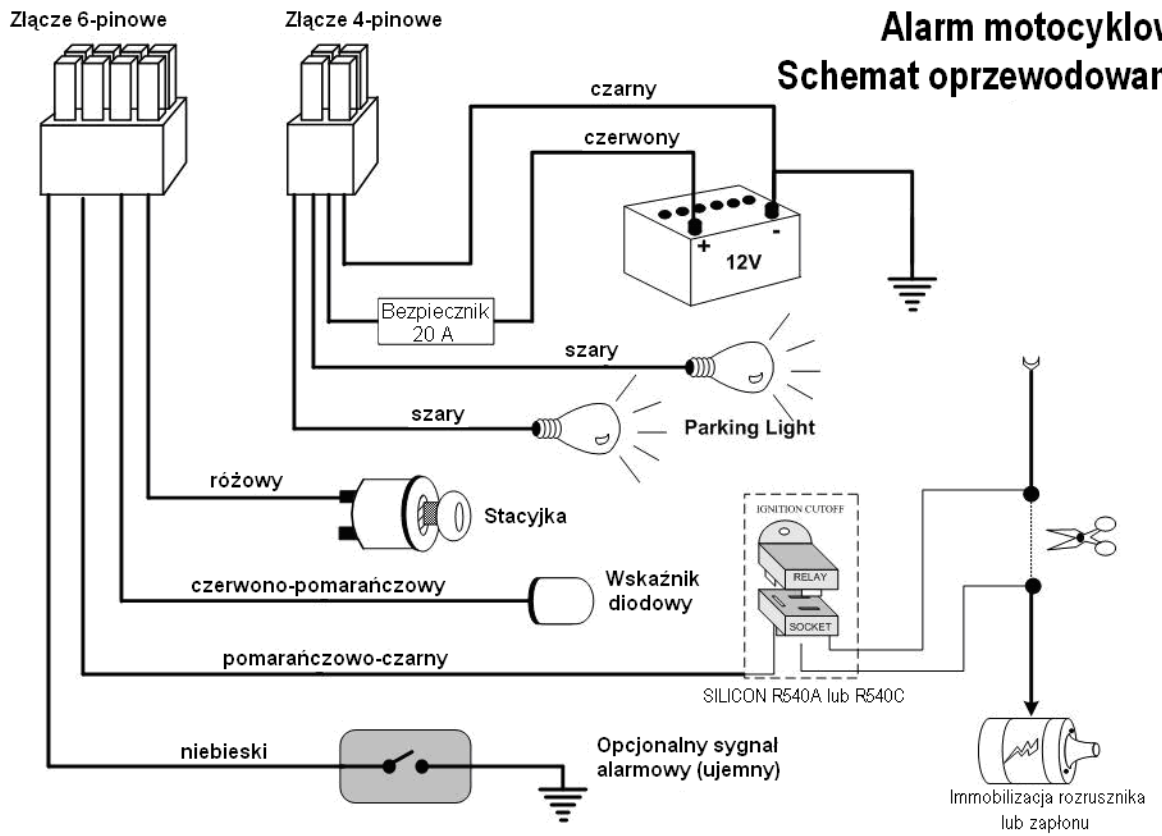 Złącze 6-pinowe
Złącze 4-pinowe
Alarm motocyklow
Schemat oprzewodowan
czarny
czerwony
+
-
12V
Bezpiecznik
20 A
szary
szary
Parking Light
różowy
Stacyjka
IGNITION CUTOFF
RELAY
SOCKET
czerwono-pomarańczowy
Wskaźnik
diodowy
pomarańczowo-czarny
SILICON R540A lub R540C
niebieski
Opcjonalny sygnał
alarmowy (ujemny)
Immobilizacja rozrusznika
lub zapłonu